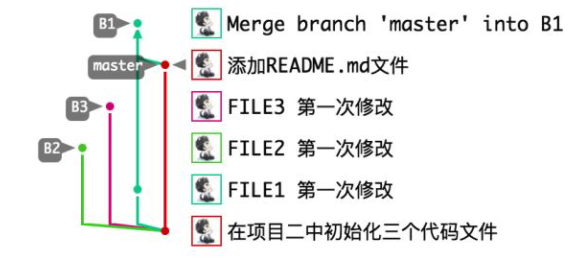 B1 Merge branch 'master' into B1
master 添加README.md文件
B3 FILE3 第一次修改
B2 FILE2 第一次修改
FILE1 第一次修改
在项目二中初始化三个代码文件